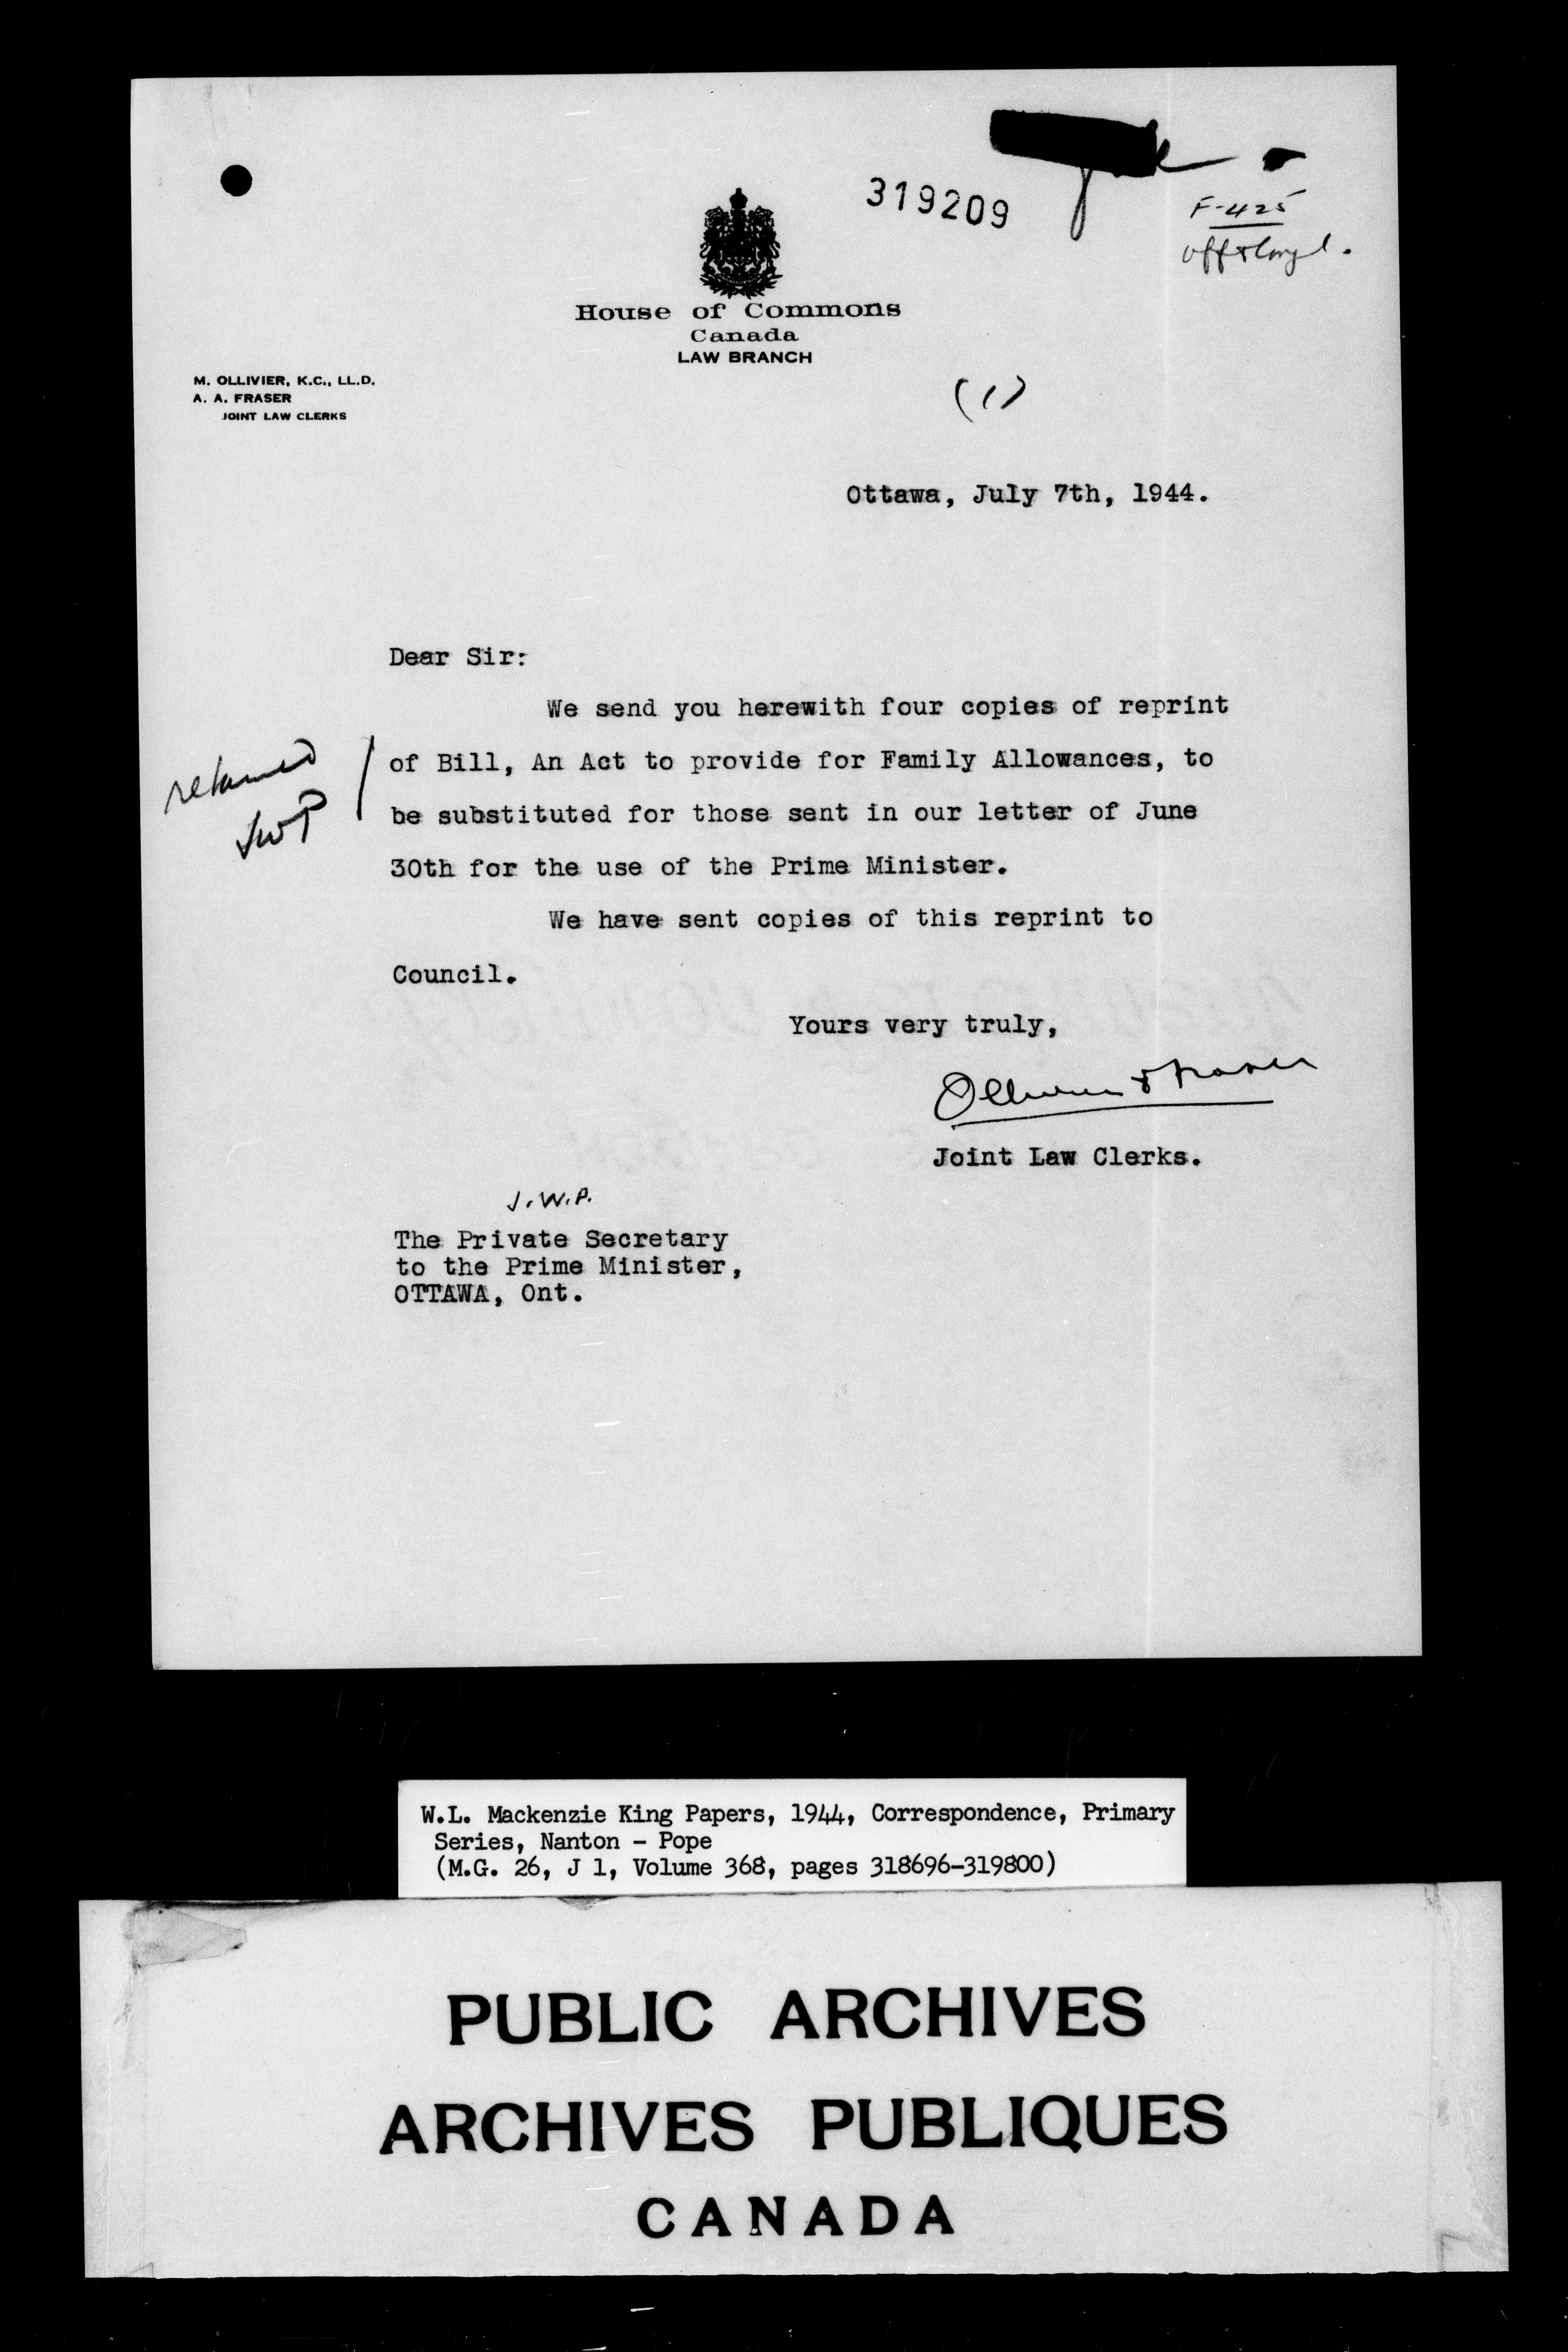 319209
F-425
House of Commons
Canada
LAW BRANCH
M. OLLIVIER, K.C., LL.D.
A. A. FRASER
JOINT LAW CLERKS
(1)
Ottawa, July 7th, 1944.
Dear Sir:
We send you herewith four copies of reprint
of Bill, An Act to provide for Family Allowances, to
be substituted for those sent in our letter of June
30th for the use of the Prime Minister.
returned
JWP
We have sent copies of this reprint to
Council.
Yours very truly,
Ollivier & Fraser
Joint Law Clerks.
J.W.P.
The Private Secretary
to the Prime Minister,
OTTAWA, Ont.
W.L. Mackenzie King Papers, 1944, Correspondence, Primary
Series, Nanton - Pope
(M.G. 26, J 1, Volume 368, pages 318696-319800)
PUBLIC ARCHIVES
ARCHIVES PUBLIQUES
CANADA